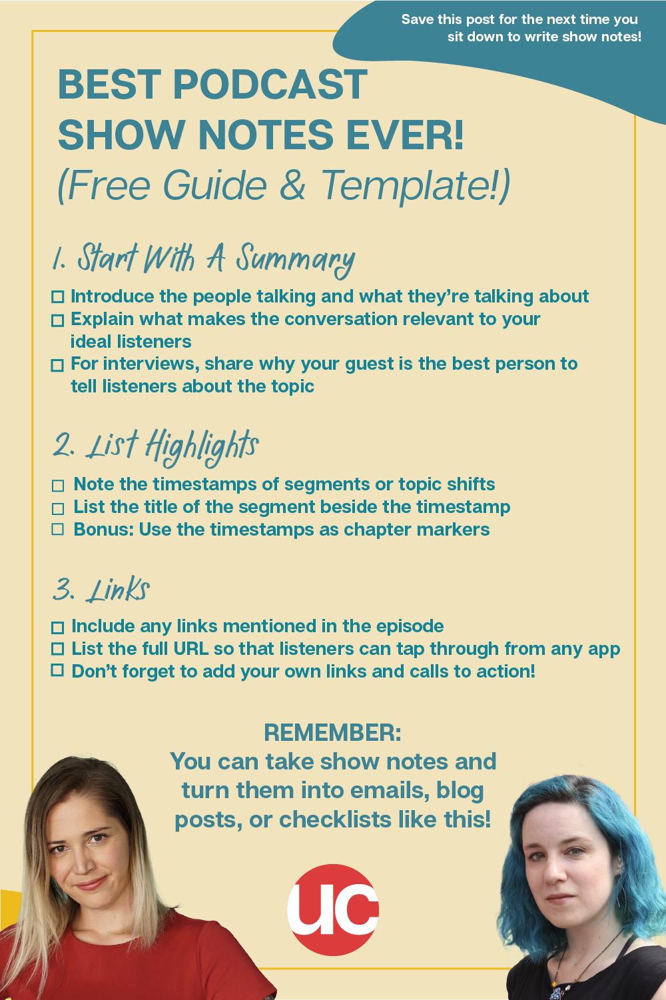 Save this post for the next time you
sit down to write show notes!
BEST PODCAST
SHOW NOTES EVER!
(Free Guide & Template!)
1. Start With A Summary
Introduce the people talking and what they’re talking about
Explain what makes the conversation relevant to your
ideal listeners
For interviews, share why your guest is the best person to
tell listeners about the topic
2. List Highlights
Note the timestamps of segments or topic shifts
List the title of the segment beside the timestamp
Bonus: Use the timestamps as chapter markers
3. Links
Include any links mentioned in the episode
List the full URL so that listeners can tap through from any app
Don’t forget to add your own links and calls to action!
REMEMBER:
You can take show notes and
turn them into emails, blog
posts, or checklists like this!
uc